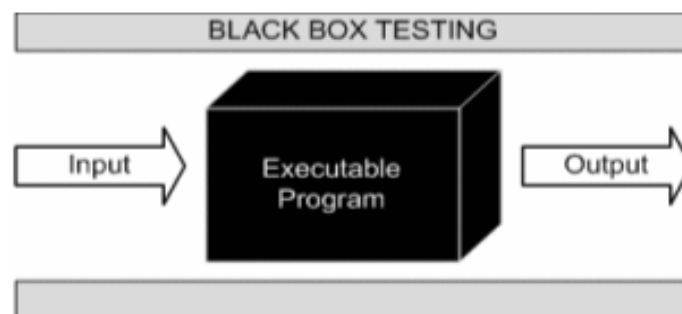 BLACK BOX TESTING
Input
Executable
Program
Output